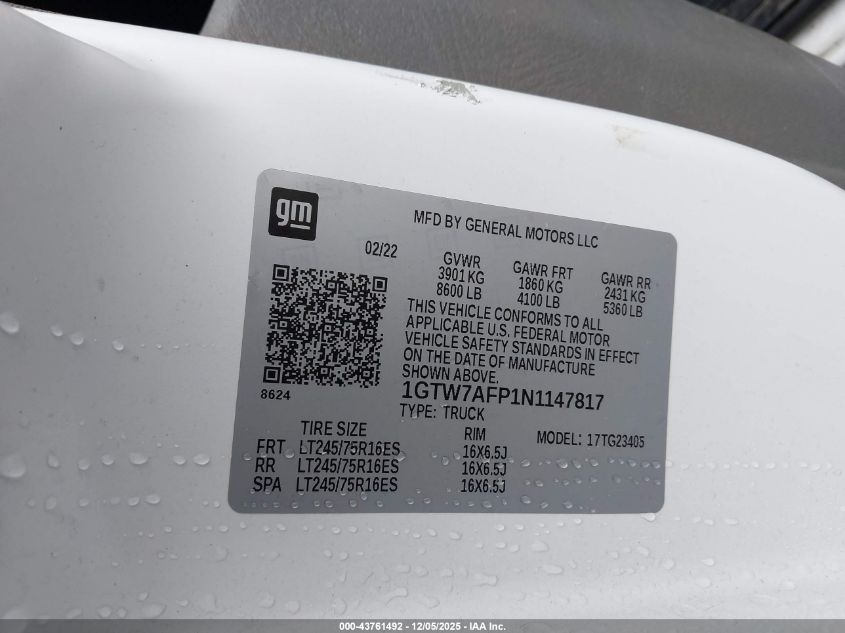 gm
MFD BY GENERAL MOTORS LLC
02/22
GVWR
3901 KG
8600 LB
GAWR FRT
1860 KG
4100 LB
GAWR RR
2431 KG
5360 LB
THIS VEHICLE CONFORMS TO ALL
APPLICABLE U.S. FEDERAL MOTOR
VEHICLE SAFETY STANDARDS IN EFFECT
ON THE DATE OF MANUFACTURE
SHOWN ABOVE.
8624
1GTW7AFP1N1147817
TYPE: TRUCK
MODEL: 17TG23405
TIRE SIZE RIM
FRT LT245/75R16ES 16X6.5J
RR LT245/75R16ES 16X6.5J
SPA LT245/75R16ES 16X6.5J
000-43761492 - 12/05/2025 - IAA Inc.